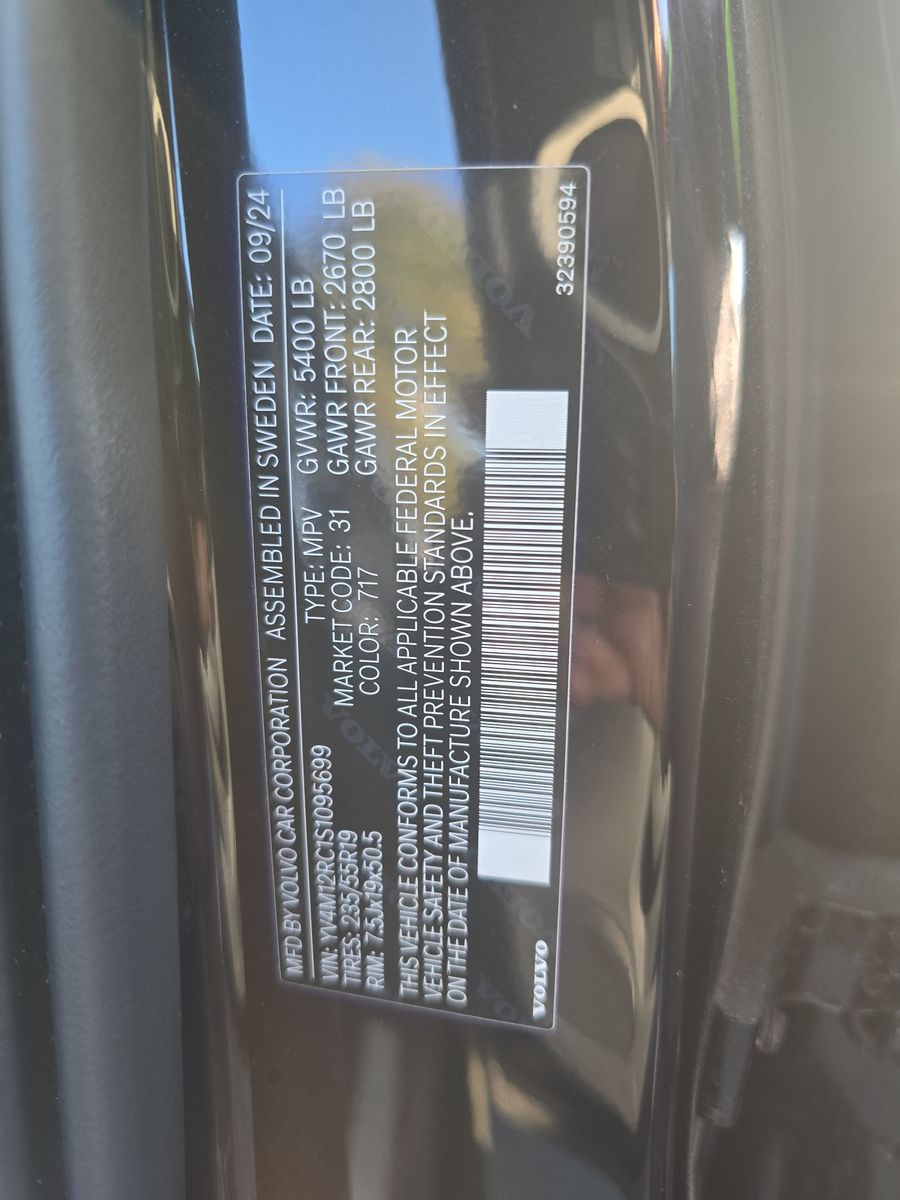 MFD BY VOLVO CAR CORPORATION ASSEMBLED IN SWEDEN DATE: 09/24
VIN: YV4M12RC1S1095699 TYPE: MPV GVWR: 5400 LB
TIRES: 235/55R19 MARKET CODE: 31 GAWR FRONT: 2670 LB
RIM: 7.5Jx19x50.5 COLOR: 717 GAWR REAR: 2800 LB
THIS VEHICLE CONFORMS TO ALL APPLICABLE FEDERAL MOTOR
VEHICLE SAFETY AND THEFT PREVENTION STANDARDS IN EFFECT
ON THE DATE OF MANUFACTURE SHOWN ABOVE.
VOLVO 32390594